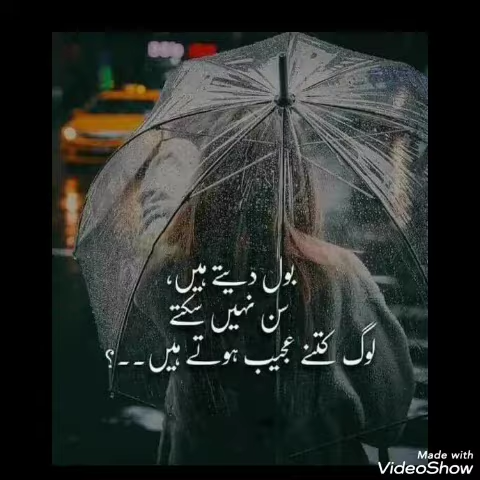 بول دیتے ہیں،
سن نہیں سکتے
لوگ کتنے عجیب ہوتے ہیں۔۔؟
Made with
VideoShow